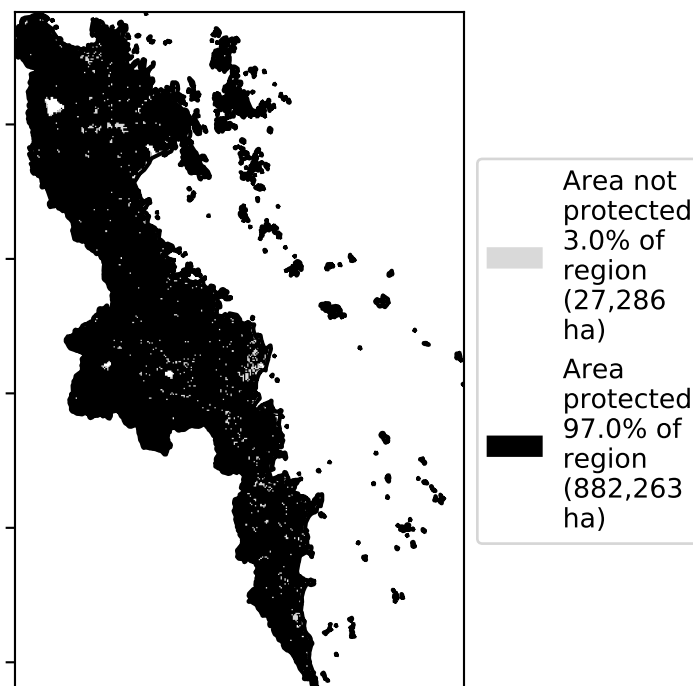 Area not
protected
3.0% of
region
(27,286
ha)
Area
protected
97.0% of
region
(882,263
ha)